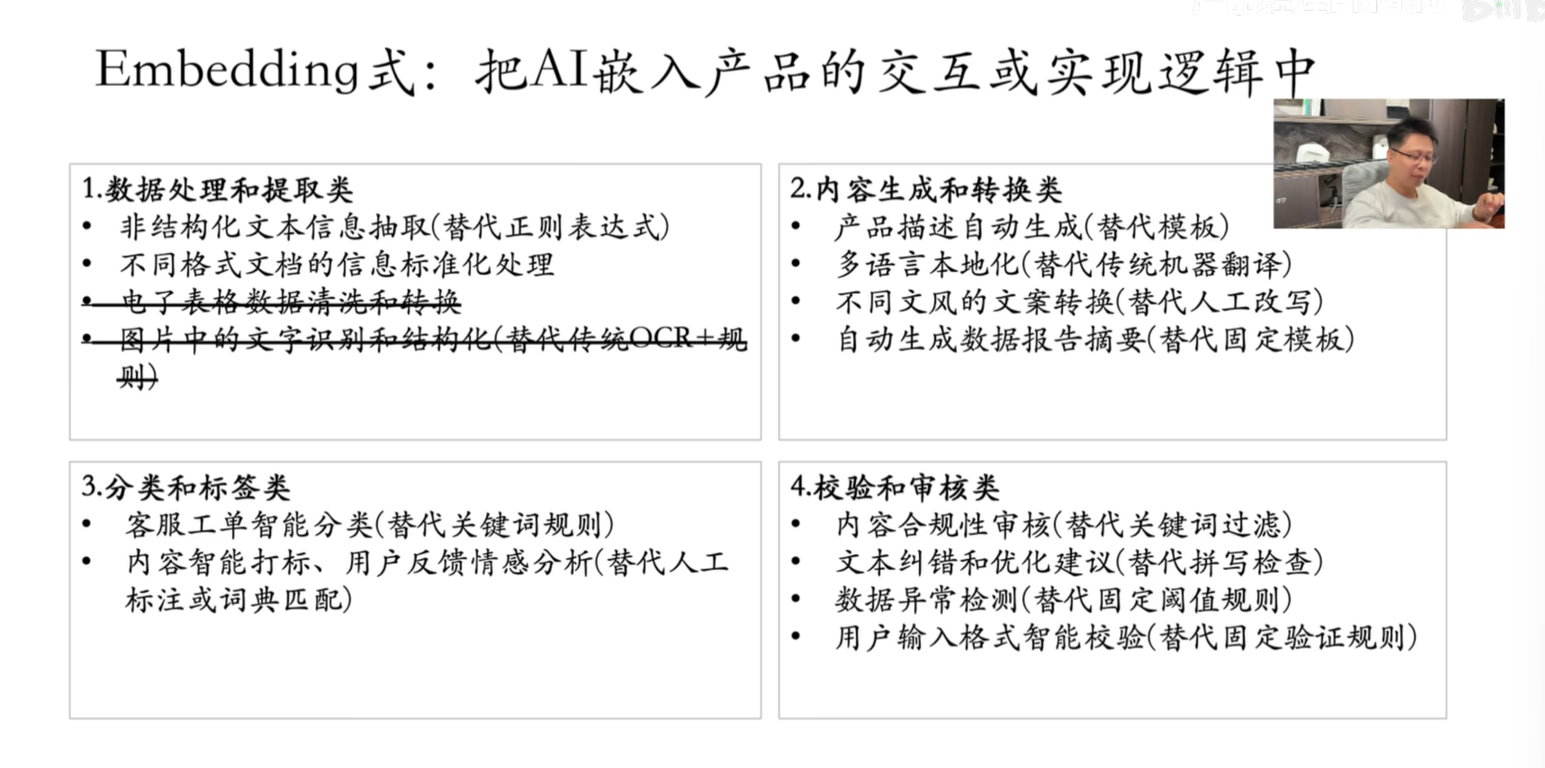 Embedding式：把AI嵌入产品的交互或实现逻辑中
1.数据处理和提取类
• 非结构化文本信息抽取(替代正则表达式)
• 不同格式文档的信息标准化处理
• 电子表格数据清洗和转换
• 图片中的文字识别和结构化(替代传统OCR+规
则)
2.内容生成和转换类
• 产品描述自动生成(替代模板)
• 多语言本地化(替代传统机器翻译)
• 不同文风的文案转换(替代人工改写)
• 自动生成数据报告摘要(替代固定模板)
3.分类和标签类
• 客服工单智能分类(替代关键词规则)
• 内容智能打标、用户反馈情感分析(替代人工
标注或词典匹配)
4.校验和审核类
• 内容合规性审核(替代关键词过滤)
• 文本纠错和优化建议(替代拼写检查)
• 数据异常检测(替代固定阈值规则)
• 用户输入格式智能校验(替代固定验证规则)